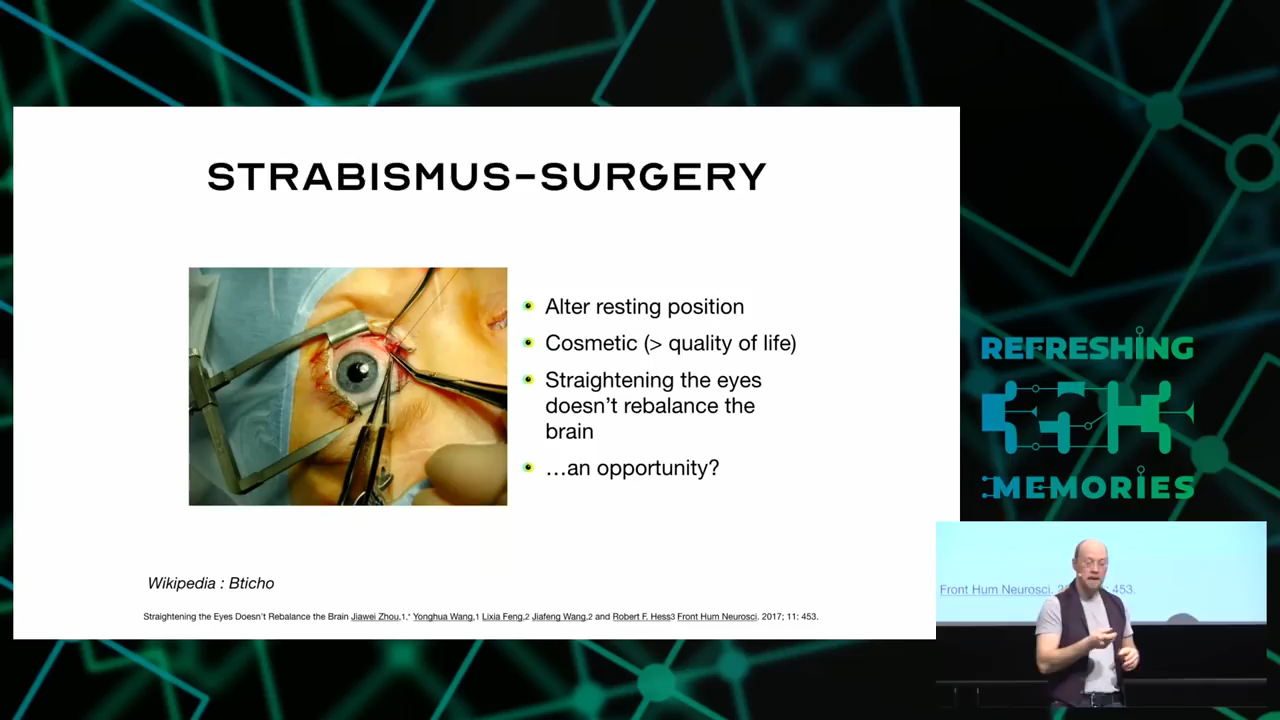 STRABISMUS-SURGERY
Alter resting position
Cosmetic (> quality of life)
Straightening the eyes
doesn't rebalance the
brain
...an opportunity?
Wikipedia : Bticho
Straightening the Eyes Doesn't Rebalance the Brain Jiawei Zhou,1,* Yonghua Wang,1 Lixia Feng,2 Jiafeng Wang,2 and Robert F. Hess3 Front Hum Neurosci. 2017; 11: 453.
REFRESHING
MEMORIES
Front Hum Neurosci. 2 453.